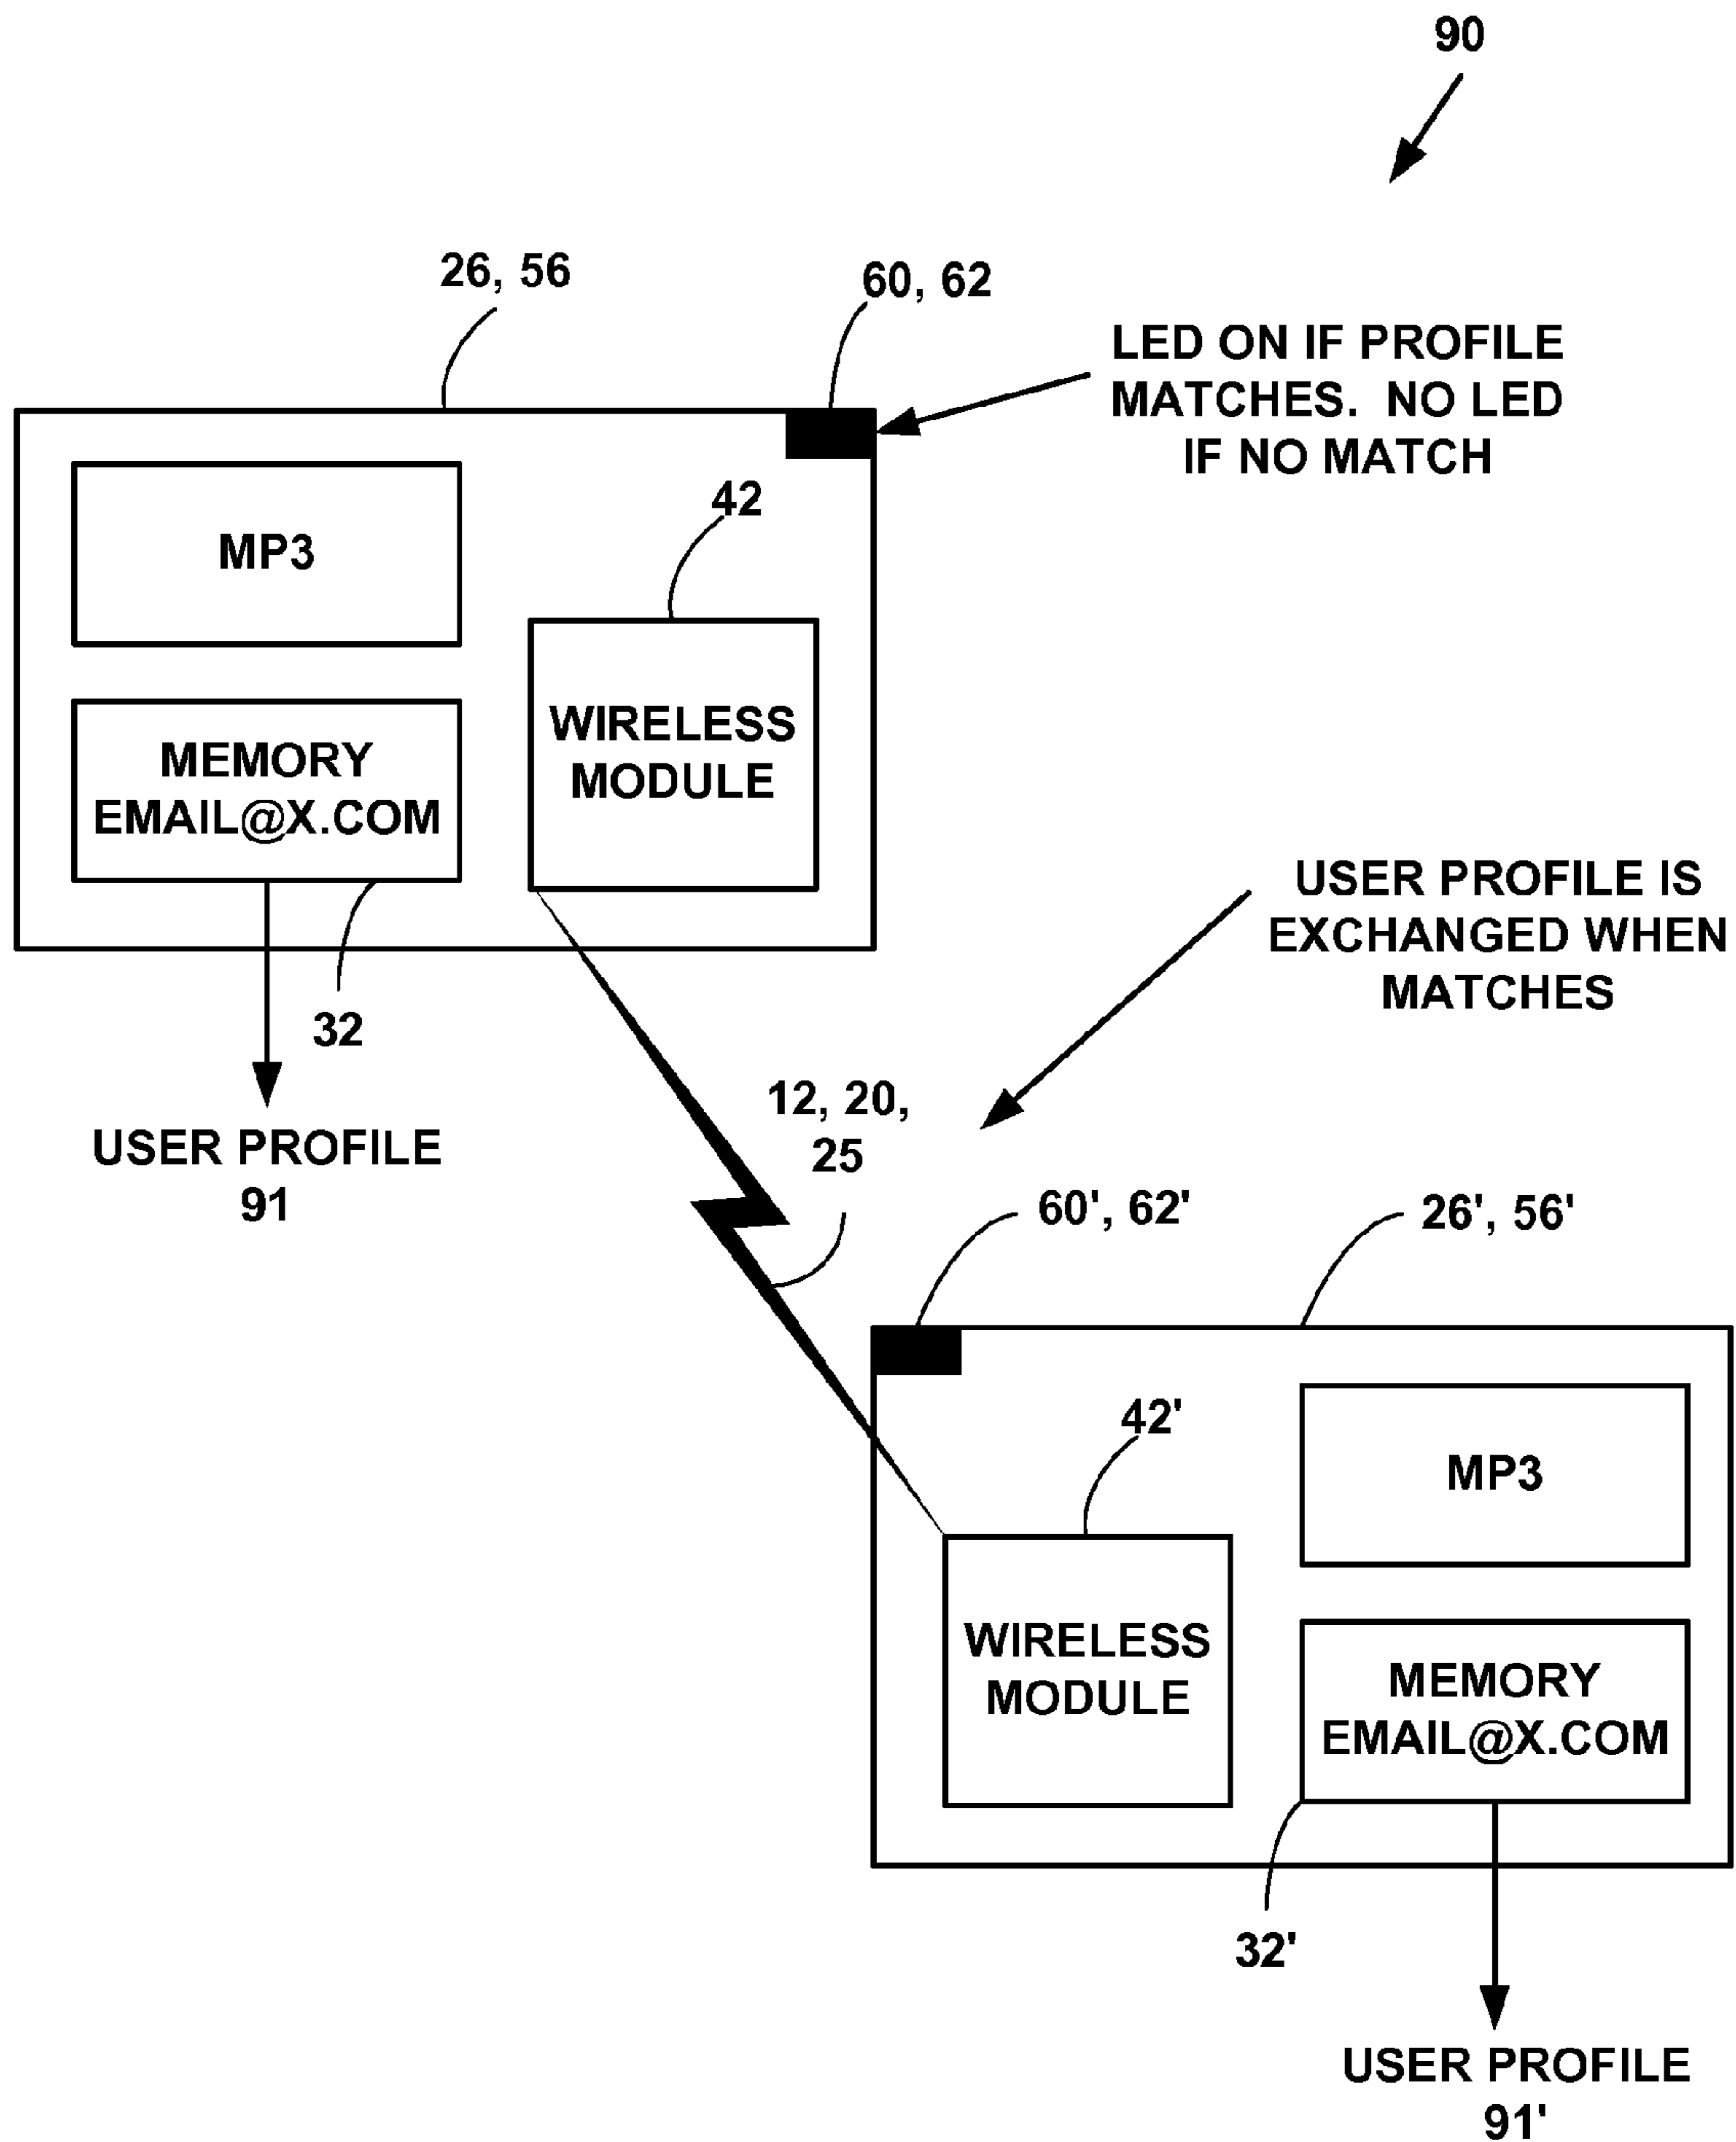 90
26, 56
60, 62
LED ON IF PROFILE
MATCHES. NO LED
IF NO MATCH
42
MP3
WIRELESS
MODULE
MEMORY
EMAIL@X.COM
32
USER PROFILE
91
USER PROFILE IS
EXCHANGED WHEN
MATCHES
12, 20,
25
60', 62'
26', 56'
42'
MP3
WIRELESS
MODULE
MEMORY
EMAIL@X.COM
32'
USER PROFILE
91'